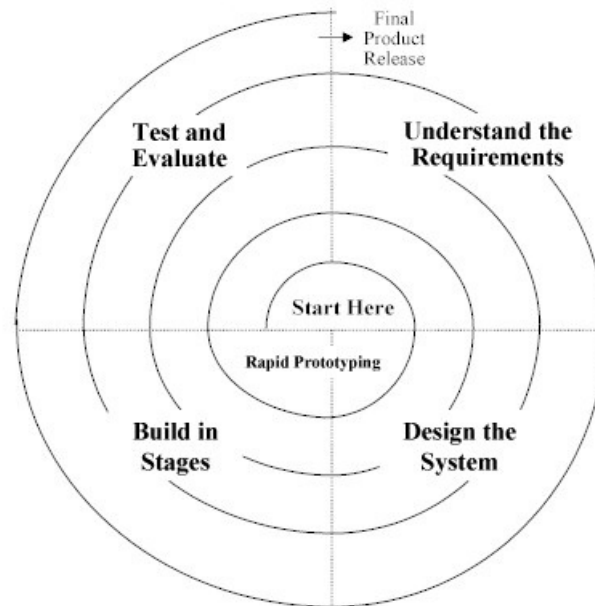 Final
Product
Release
Test and
Evaluate
Understand the
Requirements
Start Here
Rapid Prototyping
Build in
Stages
Design the
System